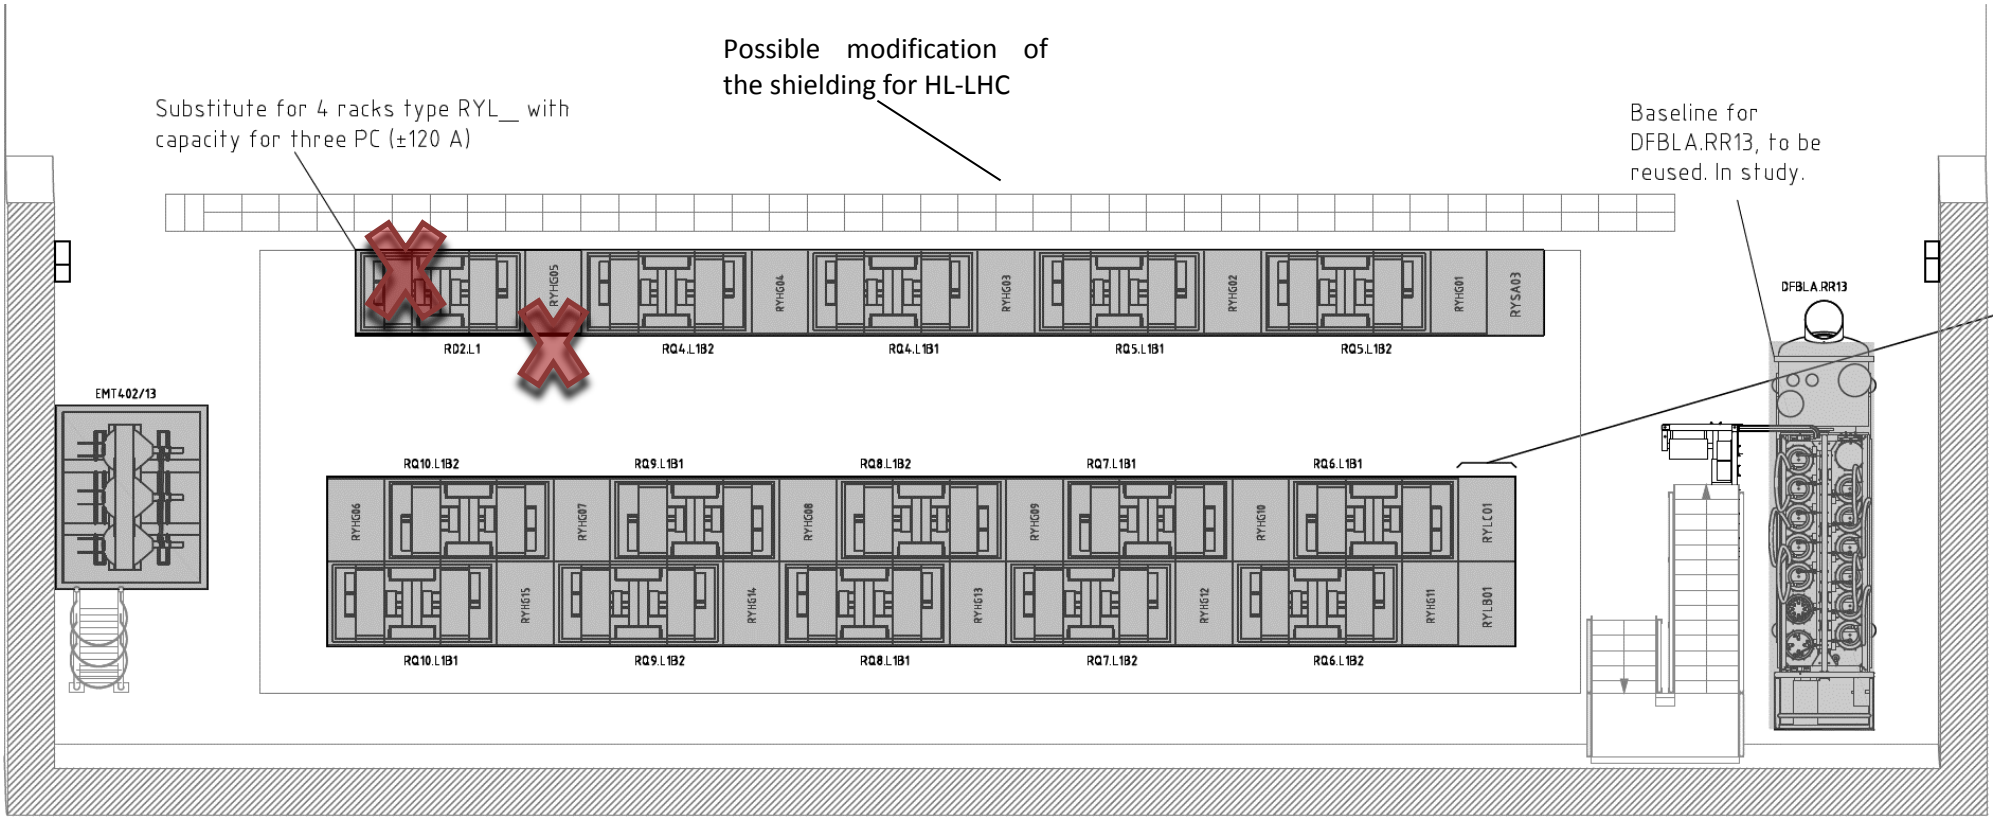 Possible modification of
the shielding for HL-LHC
Substitute for 4 racks type RYL__ with
capacity for three PC (±120 A)
Baseline for
DFBLA.RR13, to be
reused. In study.
RYHG05
RYHG04
RYHG03
RYHG02
RYHG01
RYSA03
DFBLA.RR13
RD2.L1
RQ4.L1B2
RQ4.L1B1
RQ5.L1B1
RQ5.L1B2
EMT402/13
RQ10.L1B2
RQ9.L1B1
RQ8.L1B2
RQ7.L1B1
RQ6.L1B1
RYHG06
RYHG07
RYHG08
RYHG09
RYHG10
RYLC01
RYHG15
RYHG14
RYHG13
RYHG12
RYHG11
RYLB01
RQ10.L1B1
RQ9.L1B2
RQ8.L1B1
RQ7.L1B2
RQ6.L1B2